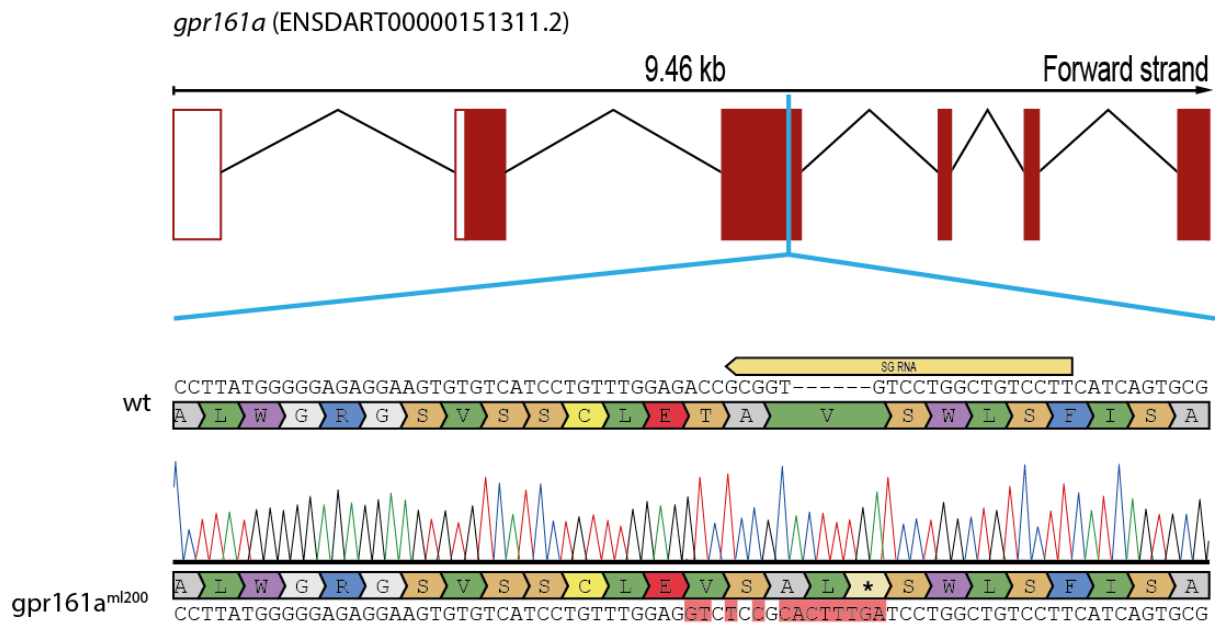 gpr161a (ENSDART00000151311.2)
9.46 kb Forward strand
SG RNA
CCTTATGGGGGAGAGGAAGTGTGTCATCCTGTTTGGAGACCGCGGT------GTCCTGGCTGTCCTTCATCAGTGCG
wt
A L W G R G S V S S C L E T A V S W L S F I S A
A L W G R G S V S S C L E V S A L * S W L S F I S A
gpr161a^ml200
CCTTATGGGGGAGAGGAAGTGTGTCATCCTGTTTGGAGGTCTCCGCACTTTGATCCTGGCTGTCCTTCATCAGTGCG